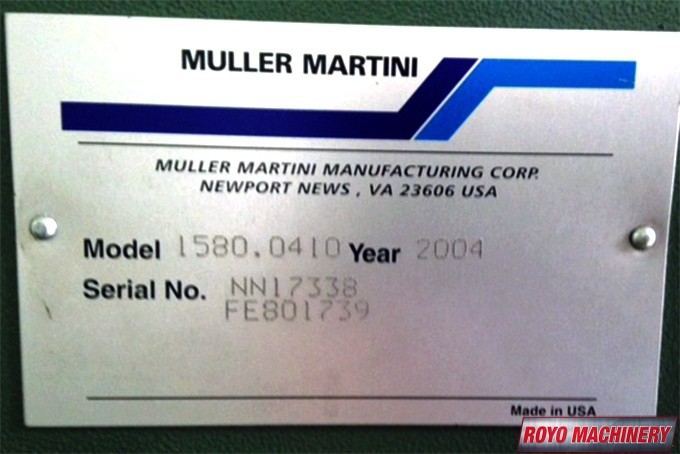 MULLER MARTINI
MULLER MARTINI MANUFACTURING CORP.
NEWPORT NEWS , VA 23606 USA
Model 1580.0410 Year 2004
Serial No. NN17338
FE801739
Made in USA
ROYO MACHINERY